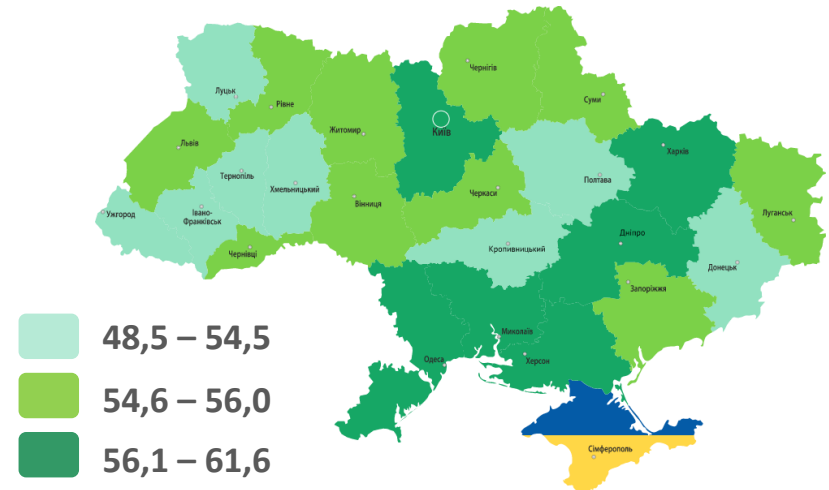 Чернігів
Луцьк
Суми
Рівне
Київ
Житомир
Львів
Харків
Тернопіль
Полтава
Хмельницький
Черкаси
Вінниця
Івано-
Франківськ
Ужгород
Луганськ
Дніпро
Кропивницький
Чернівці
Донецьк
Запоріжжя
Миколаїв
Одеса
Херсон
Сімферополь
48,5 – 54,5
54,6 – 56,0
56,1 – 61,6